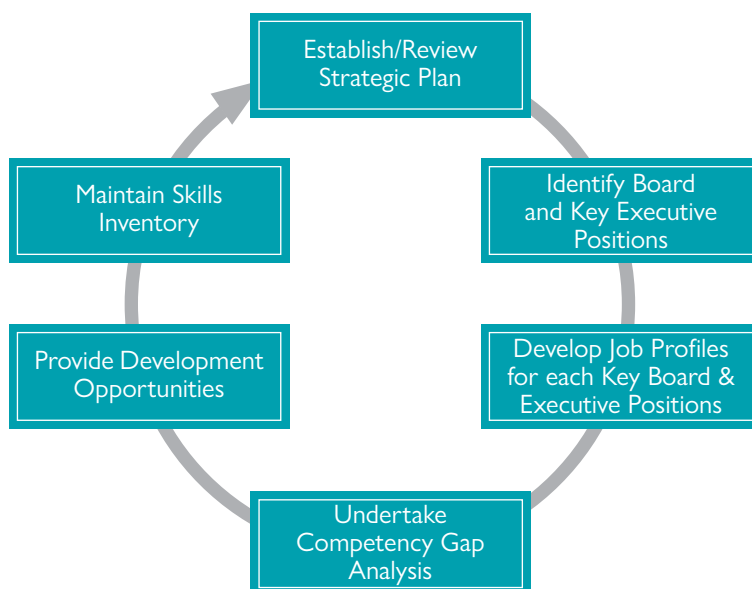 Establish/Review
Strategic Plan
Identify Board
and Key Executive
Positions
Develop Job Profiles
for each Key Board &
Executive Positions
Undertake
Competency Gap
Analysis
Provide Development
Opportunities
Maintain Skills
Inventory